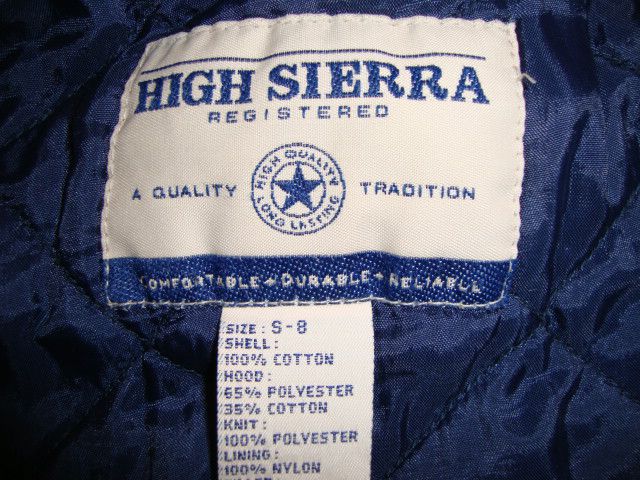 HIGH SIERRA
REGISTERED
HIGH QUALITY
A QUALITY TRADITION
LONG LASTING
COMFORTABLE + DURABLE + RELIABLE
SIZE: S-8
SHELL:
100% COTTON
HOOD:
65% POLYESTER
35% COTTON
KNIT:
100% POLYESTER
LINING:
100% NYLON